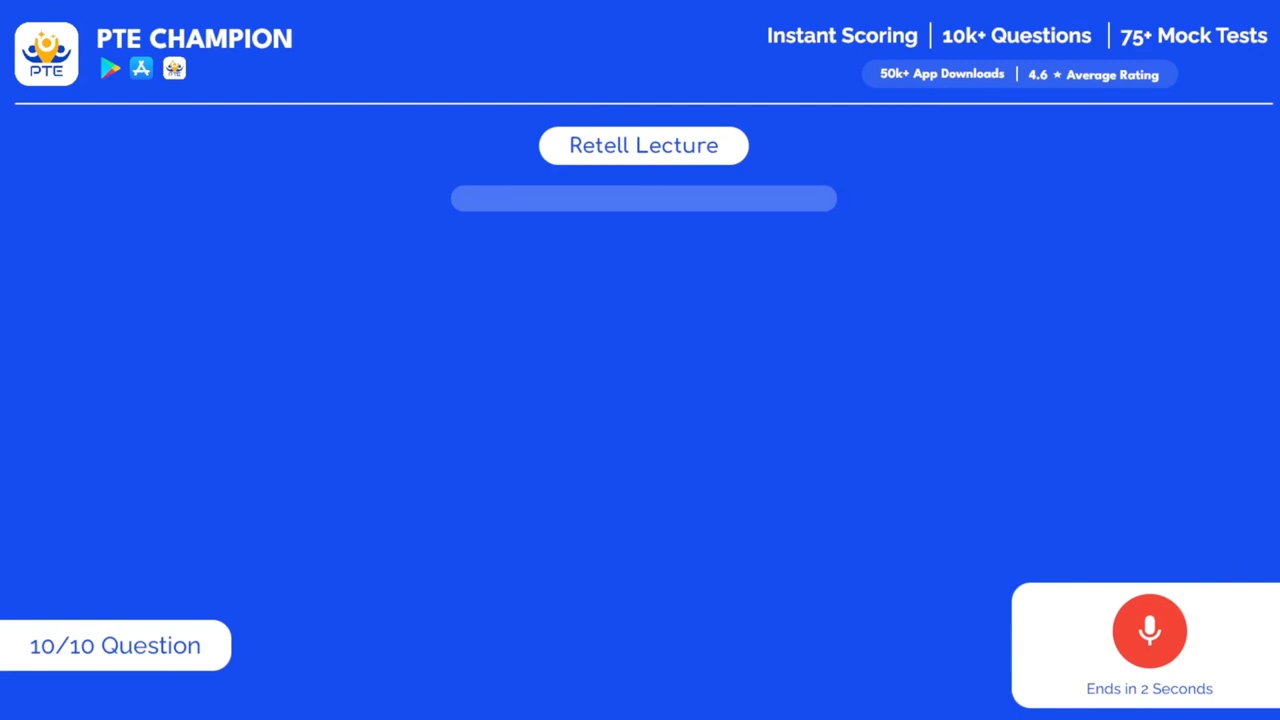 PTE CHAMPION
PTE
Instant Scoring
10k+ Questions
75+ Mock Tests
50k+ App Downloads
4.6 ★ Average Rating
Retell Lecture
10/10 Question
Ends in 2 Seconds